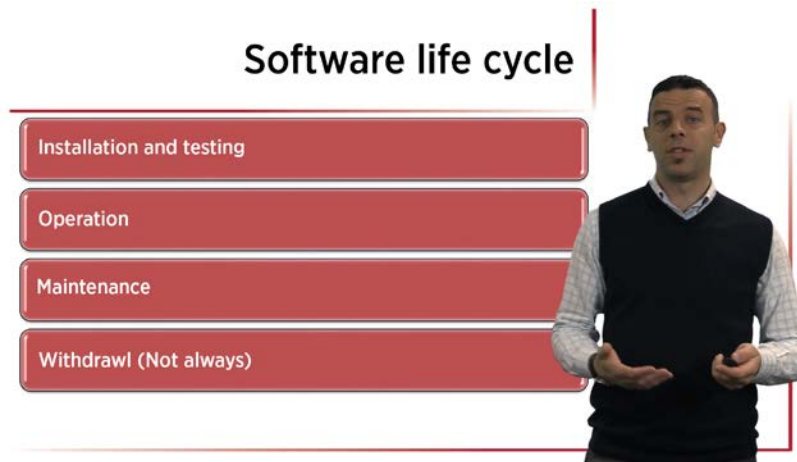 Software life cycle
Installation and testing
Operation
Maintenance
Withdrawl (Not always)